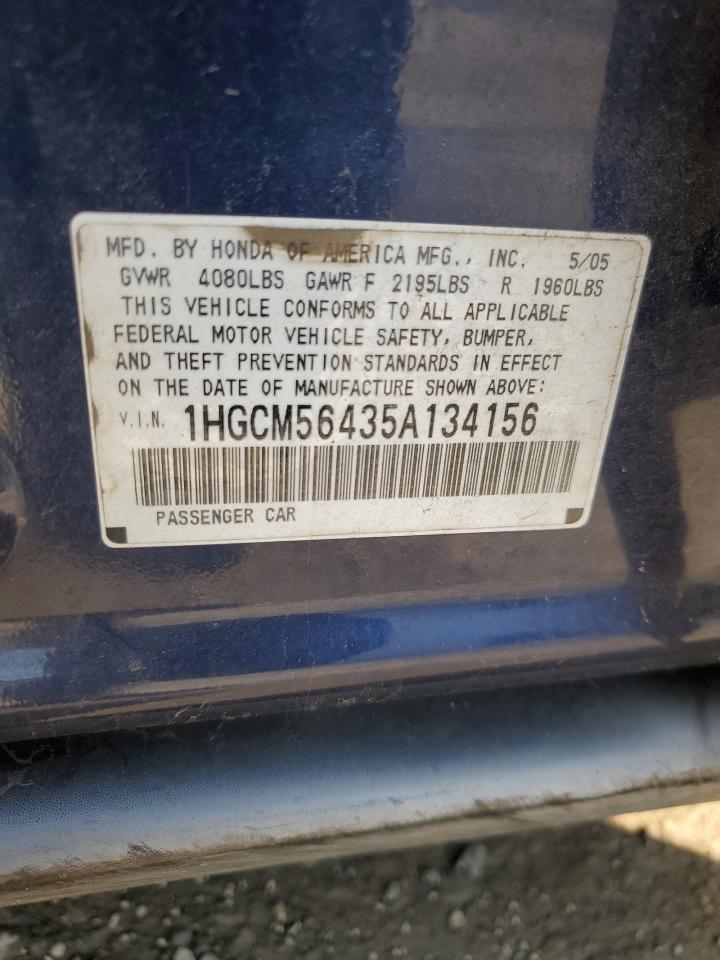 MFD. BY HONDA OF AMERICA MFG., INC. 5/05
GVWR 4080LBS GAWR F 2195LBS R 1960LBS
THIS VEHICLE CONFORMS TO ALL APPLICABLE
FEDERAL MOTOR VEHICLE SAFETY, BUMPER,
AND THEFT PREVENTION STANDARDS IN EFFECT
ON THE DATE OF MANUFACTURE SHOWN ABOVE:
V.I.N. 1HGCM56435A134156
PASSENGER CAR